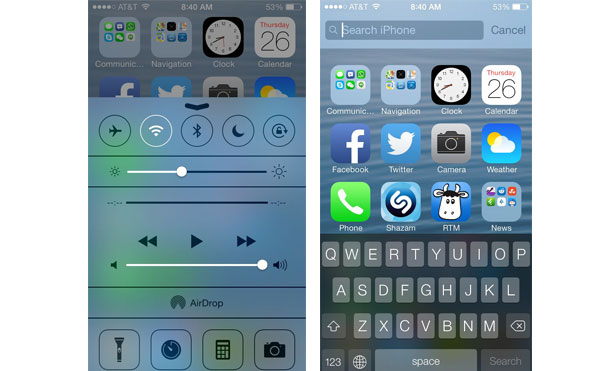 ●●●○○ AT&T 8:40 AM 53%
Communic... Navigation Clock Thursday 26 Calendar
AirDrop
●●●○○ AT&T 8:40 AM 53%
Search iPhone Cancel
Thursday
26
Communic... Navigation Clock Calendar
Facebook Twitter Camera Weather
Phone Shazam RTM News
Q W E R T Y U I O P
A S D F G H J K L
Z X C V B N M
123 space Search